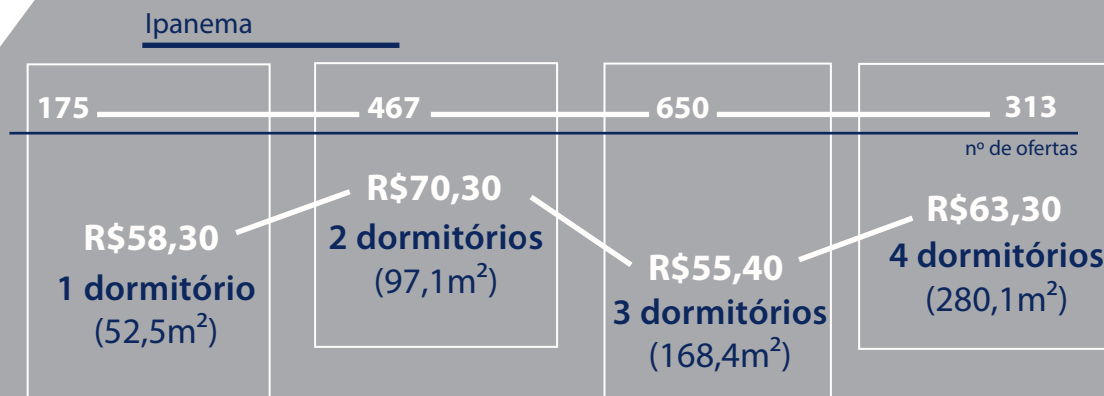 Ipanema
175
467
650
313
nº de ofertas
R$58,30
1 dormitório
(52,5m²)
R$70,30
2 dormitórios
(97,1m²)
R$55,40
3 dormitórios
(168,4m²)
R$63,30
4 dormitórios
(280,1m²)